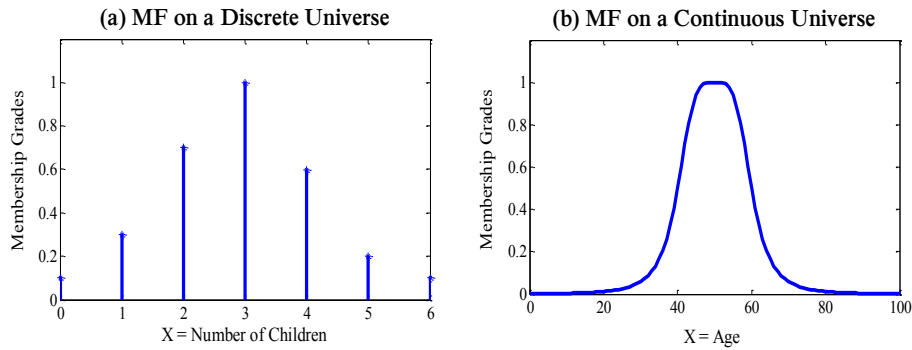 (a) MF on a Discrete Universe
Membership Grades
1
0.8
0.6
0.4
0.2
0
0 1 2 3 4 5 6
X = Number of Children
(b) MF on a Continuous Universe
Membership Grades
1
0.8
0.6
0.4
0.2
0
0 20 40 60 80 100
X = Age